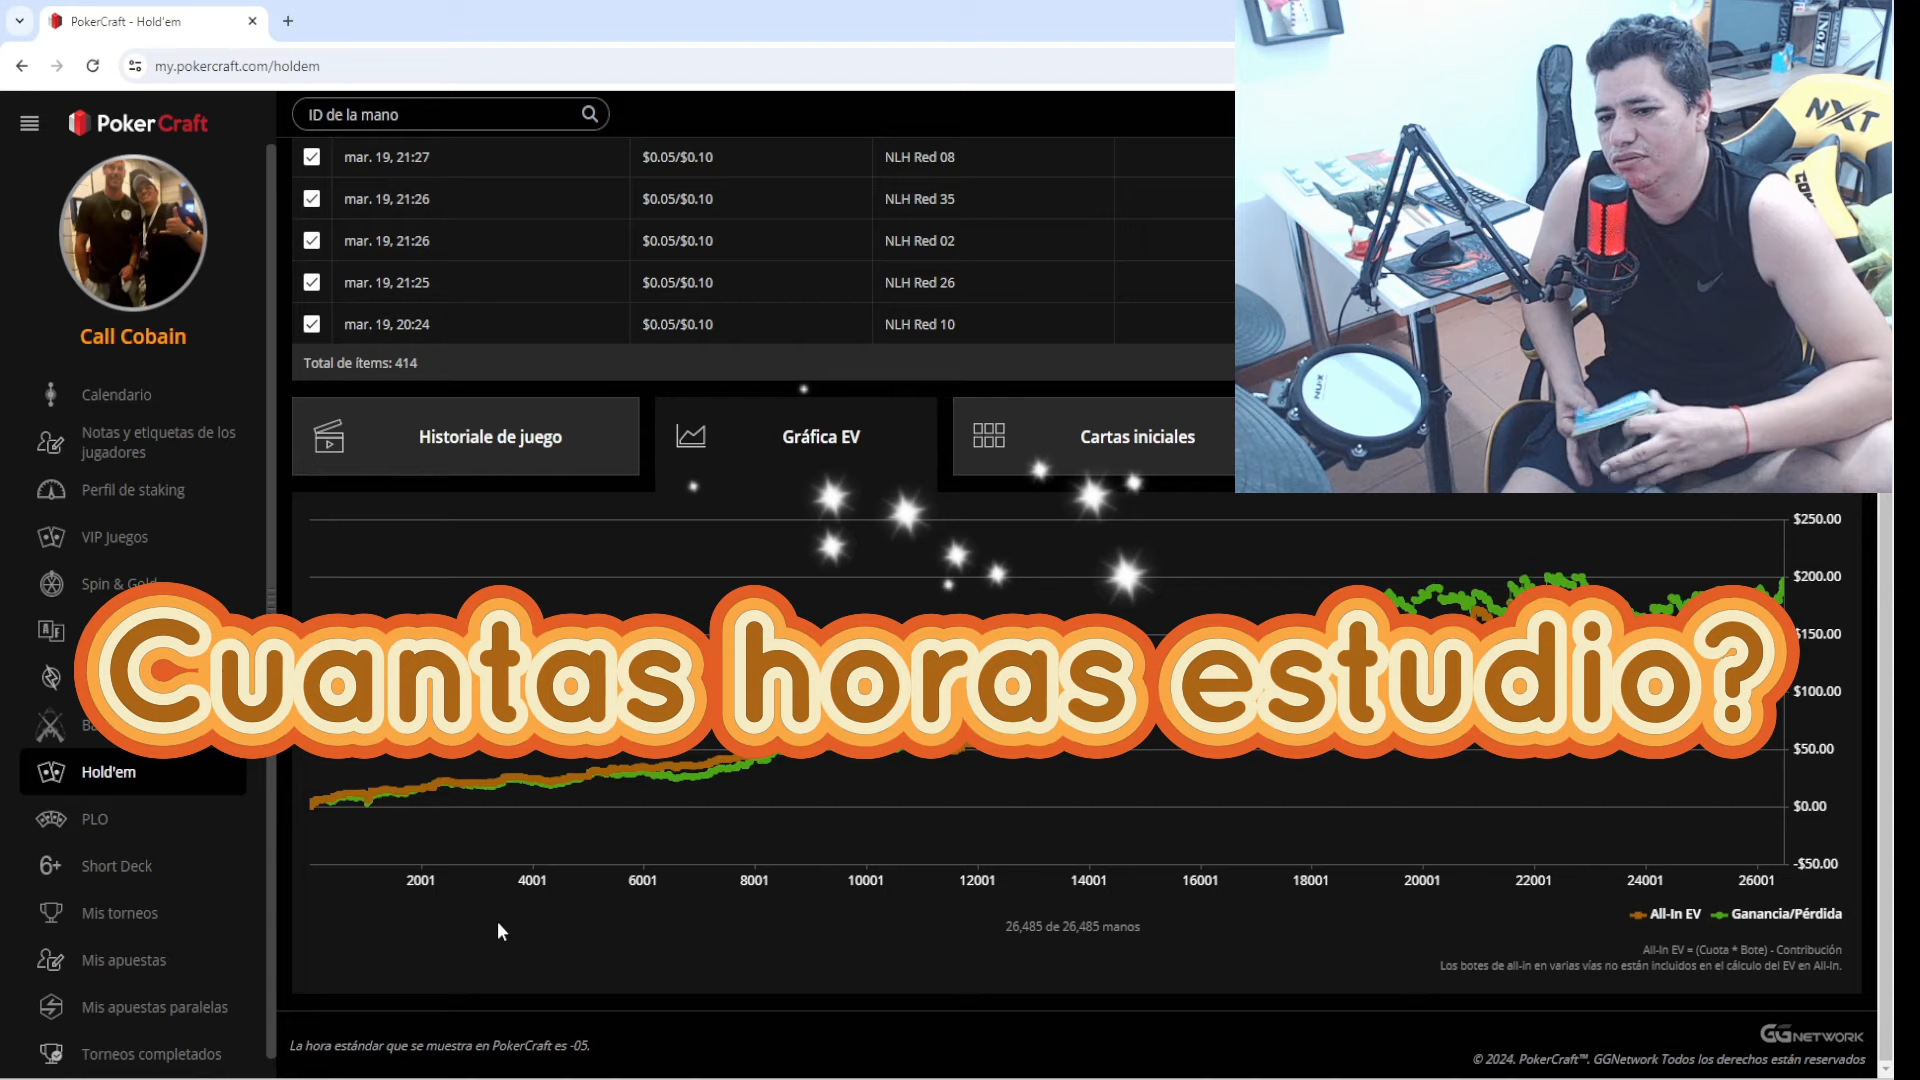 PokerCraft - Hold'em
my.pokercraft.com/holdem
PokerCraft
ID de la mano
mar. 19, 21:27 $0.05/$0.10 NLH Red 08
mar. 19, 21:26 $0.05/$0.10 NLH Red 35
mar. 19, 21:26 $0.05/$0.10 NLH Red 02
mar. 19, 21:25 $0.05/$0.10 NLH Red 26
mar. 19, 20:24 $0.05/$0.10 NLH Red 10
Total de ítems: 414
Call Cobain
Calendario
Notas y etiquetas de los
jugadores
Perfil de staking
VIP Juegos
Spin & Gold
Hold'em
PLO
6+ Short Deck
Mis torneos
Mis apuestas
Mis apuestas paralelas
Torneos completados
Historiale de juego
Gráfica EV
Cartas iniciales
NXT
NUX
Cuantas horas estudio?
$250.00
$200.00
$150.00
$100.00
$50.00
$0.00
-$50.00
2001 4001 6001 8001 10001 12001 14001 16001 18001 20001 22001 24001 26001
All-In EV Ganancia/Pérdida
26,485 de 26,485 manos
All-In EV = (Cuota * Bote) - Contribución
Los botes de all-in en varias vías no están incluidos en el cálculo del EV en All-In.
La hora estándar que se muestra en PokerCraft es -05.
GGNETWORK
© 2024. PokerCraft™. GGNetwork Todos los derechos están reservados